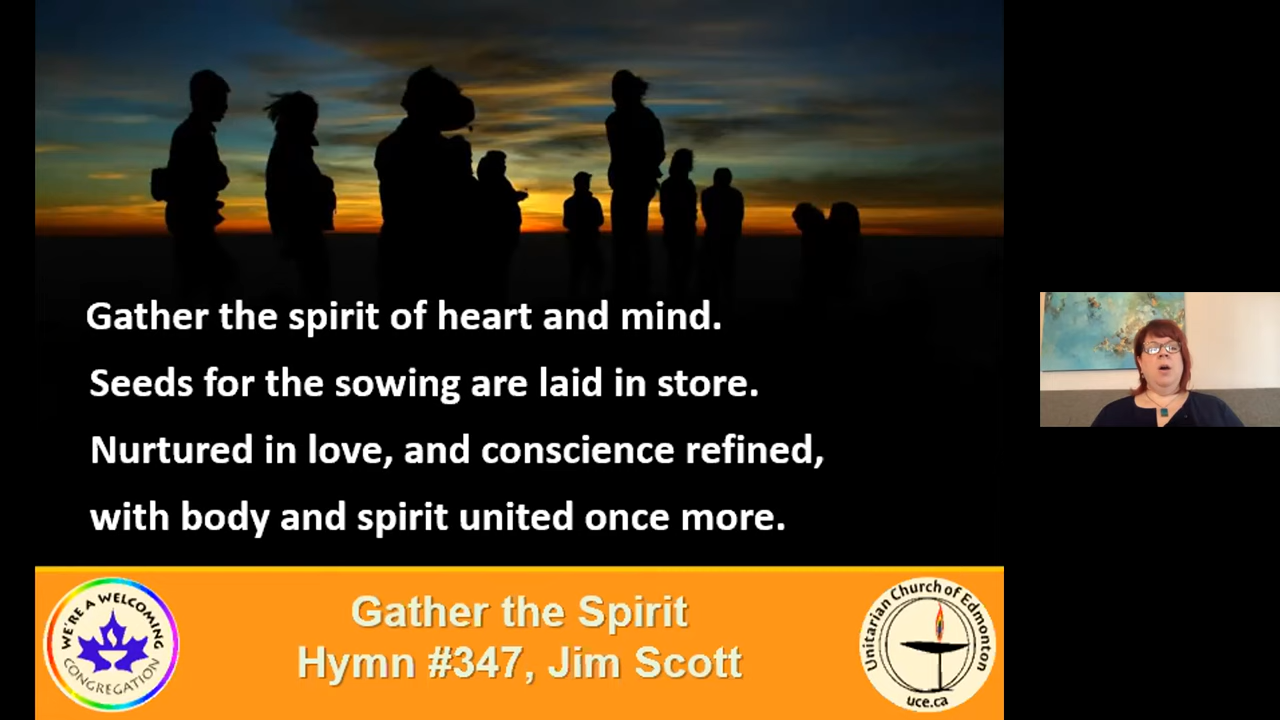 Gather the spirit of heart and mind.
Seeds for the sowing are laid in store.
Nurtured in love, and conscience refined,
with body and spirit united once more.
WE'RE A WELCOMING
CONGREGATION
Gather the Spirit
Hymn #347, Jim Scott
Unitarian Church of Edmonton
uce.ca